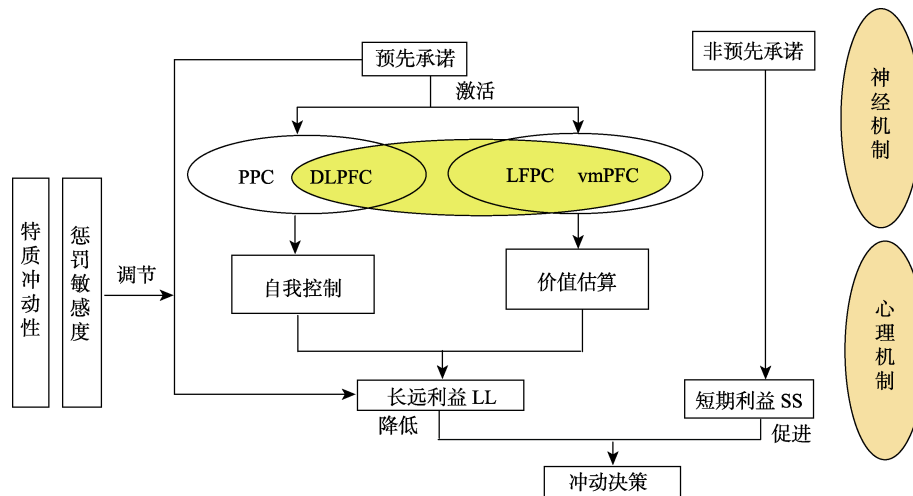 预先承诺
非预先承诺
激活
神经机制
PPC DLPFC LFPC vmPFC
特质冲动性
惩罚敏感度
调节
自我控制
价值估算
心理机制
长远利益 LL
短期利益 SS
降低
促进
冲动决策